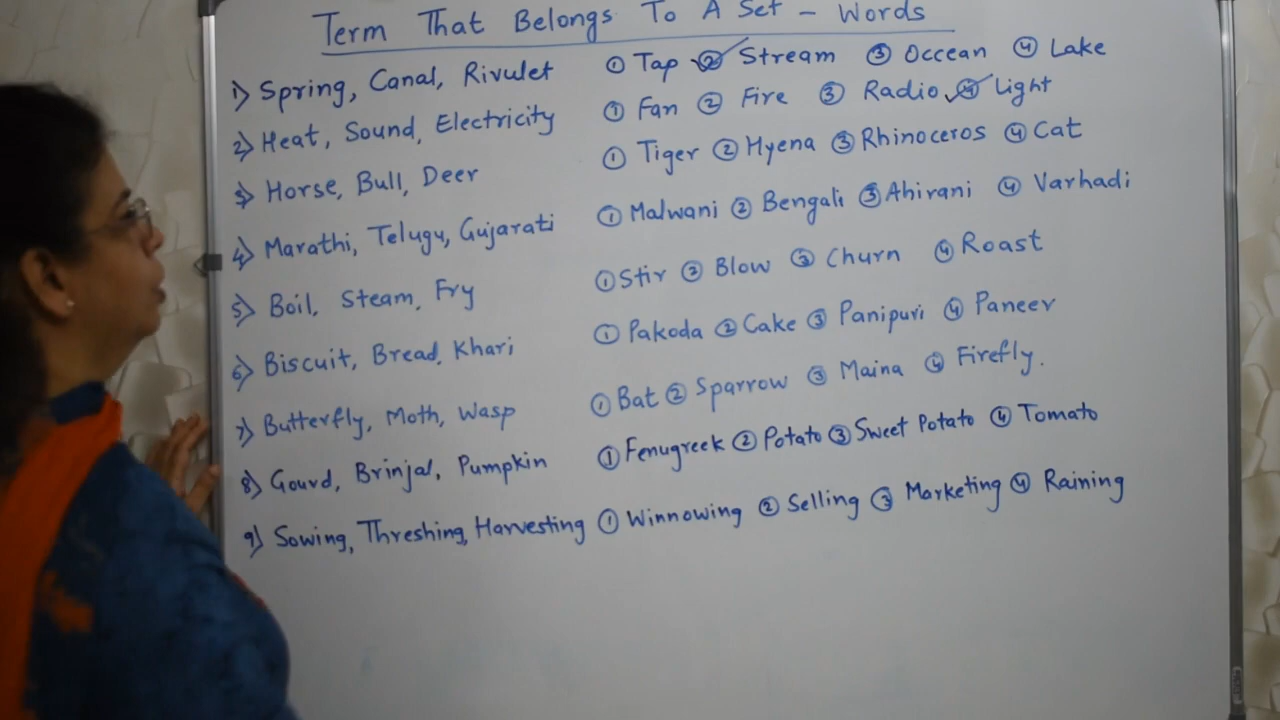 Term That Belongs To A Set - Words
1) Spring, Canal, Rivulet ① Tap ② Stream ③ Occean ④ Lake
2) Heat, Sound, Electricity ① Fan ② Fire ③ Radio ④ Light
3) Horse, Bull, Deer ① Tiger ② Hyena ③ Rhinoceros ④ Cat
4) Marathi, Telugu, Gujarati ① Malwani ② Bengali ③ Ahirani ④ Varhadi
5) Boil, Steam, Fry ① Stir ② Blow ③ Churn ④ Roast
6) Biscuit, Bread, Khari ① Pakoda ② Cake ③ Panipuri ④ Paneer
7) Butterfly, Moth, Wasp ① Bat ② Sparrow ③ Maina ④ Firefly.
8) Gourd, Brinjal, Pumpkin ① Fenugreek ② Potato ③ Sweet Potato ④ Tomato
9) Sowing, Threshing, Harvesting ① Winnowing ② Selling ③ Marketing ④ Raining